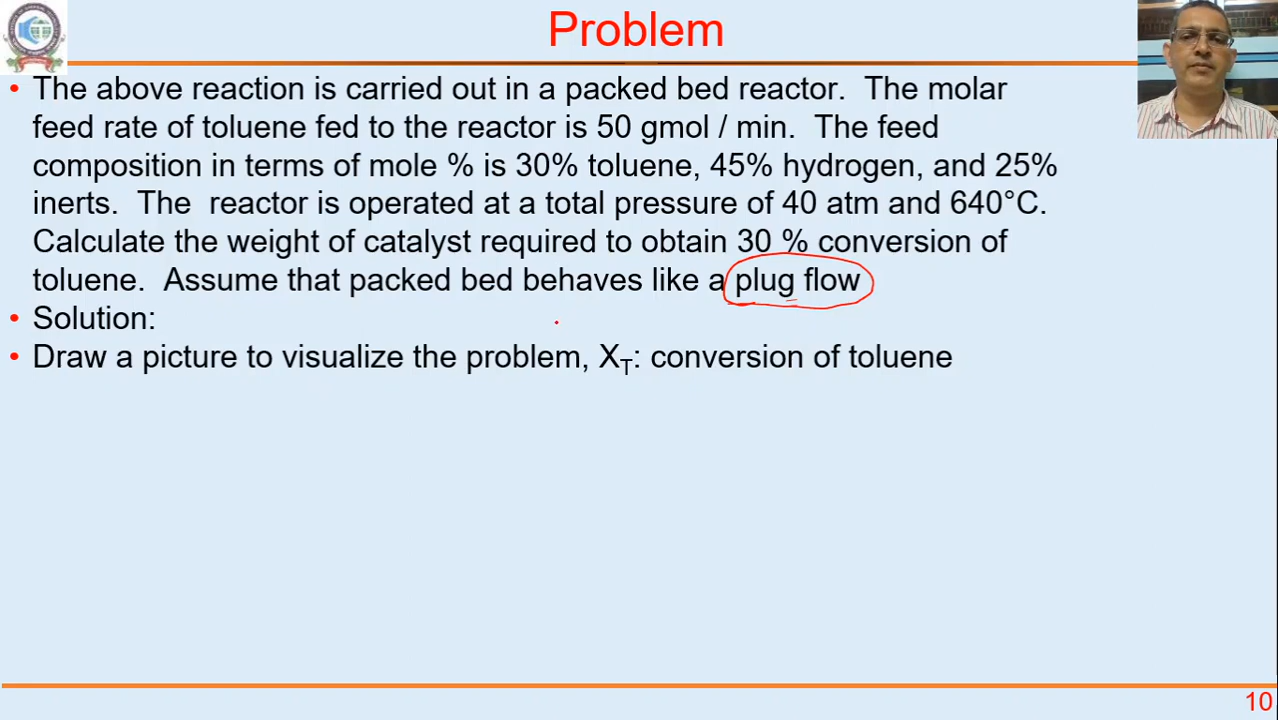 Problem
• The above reaction is carried out in a packed bed reactor. The molar
feed rate of toluene fed to the reactor is 50 gmol / min. The feed
composition in terms of mole % is 30% toluene, 45% hydrogen, and 25%
inerts. The reactor is operated at a total pressure of 40 atm and 640°C.
Calculate the weight of catalyst required to obtain 30 % conversion of
toluene. Assume that packed bed behaves like a plug flow
• Solution:
• Draw a picture to visualize the problem, X_T: conversion of toluene
10